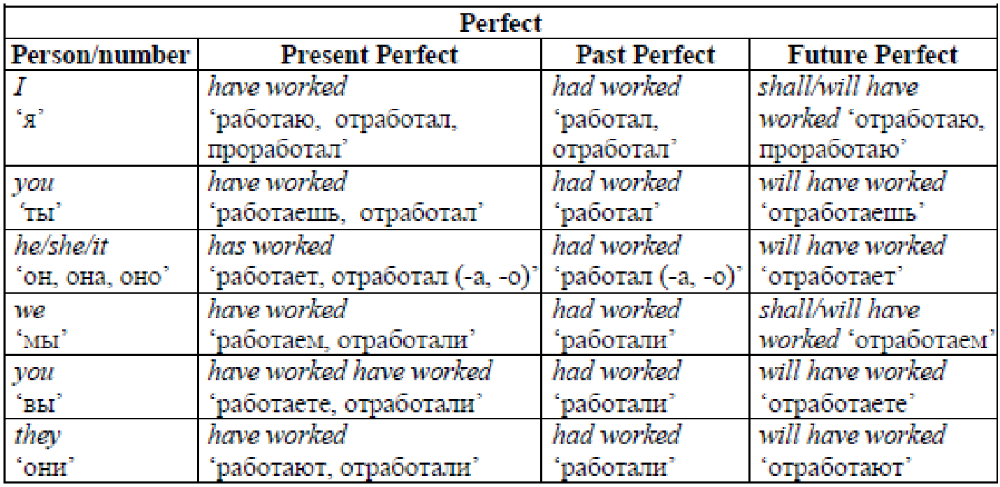 Perfect
Person/number Present Perfect Past Perfect Future Perfect
I have worked had worked shall/will have
‘я’ ‘работаю, отработал, ‘работал, worked ‘отработаю,
проработал’ отработал’ проработаю’
you have worked had worked will have worked
‘ты’ ‘работаешь, отработал’ ‘работал’ ‘отработаешь’
he/she/it has worked had worked will have worked
‘он, она, оно’ ‘работает, отработал (-а, -о)’ ‘работал (-а, -о)’ ‘отработает’
we have worked had worked shall/will have
‘мы’ ‘работаем, отработали’ ‘работали’ worked ‘отработаем’
you have worked have worked had worked will have worked
‘вы’ ‘работаете, отработали’ ‘работали’ ‘отработаете’
they have worked had worked will have worked
‘они’ ‘работают, отработали’ ‘работали’ ‘отработают’